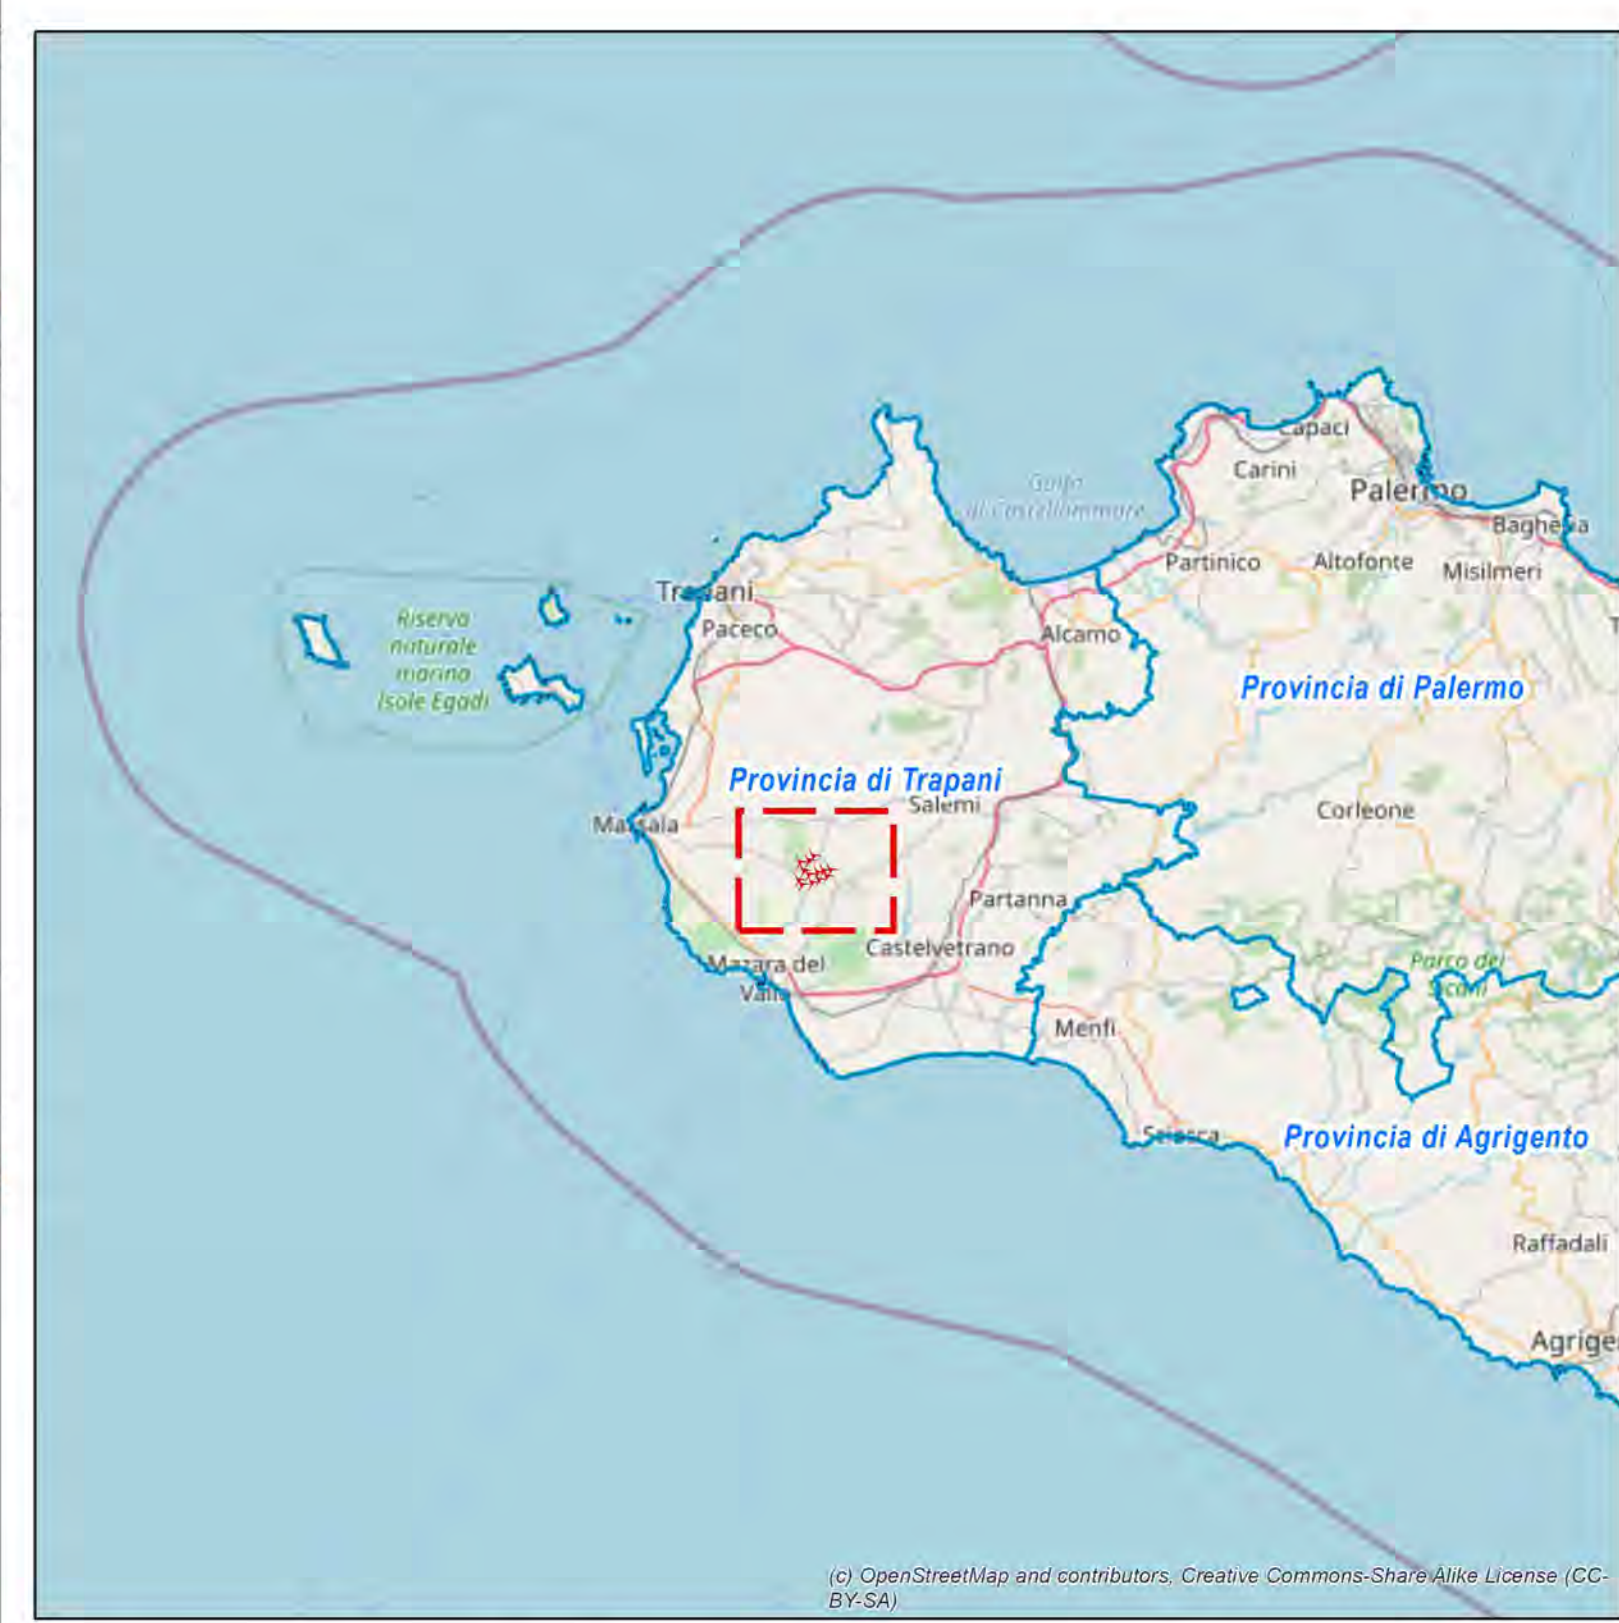 Capaci
Carini
Palermo
Golfo
di Castellammare
Bagheria
Partinico
Altofonte
Misilmeri
Trapani
Riserva
naturale
marina
Isole Egadi
Paceco
Alcamo
Provincia di Palermo
Provincia di Trapani
Salemi
Corleone
Marsala
Partanna
Castelvetrano
Mazara del
Vallo
Parco dei
Sicani
Menfi
Sciacca
Provincia di Agrigento
Raffadali
Agrige
(c) OpenStreetMap and contributors, Creative Commons-Share Alike License (CC-
BY-SA)